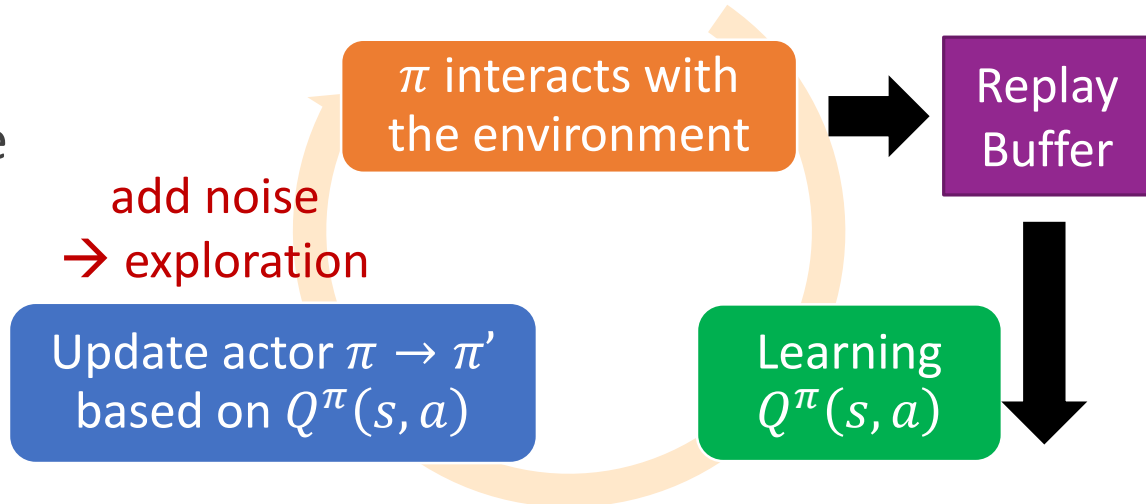 π interacts with
the environment
Replay
Buffer
e
add noise
→ exploration
Update actor π → π’
based on Q^π(s, a)
Learning
Q^π(s, a)